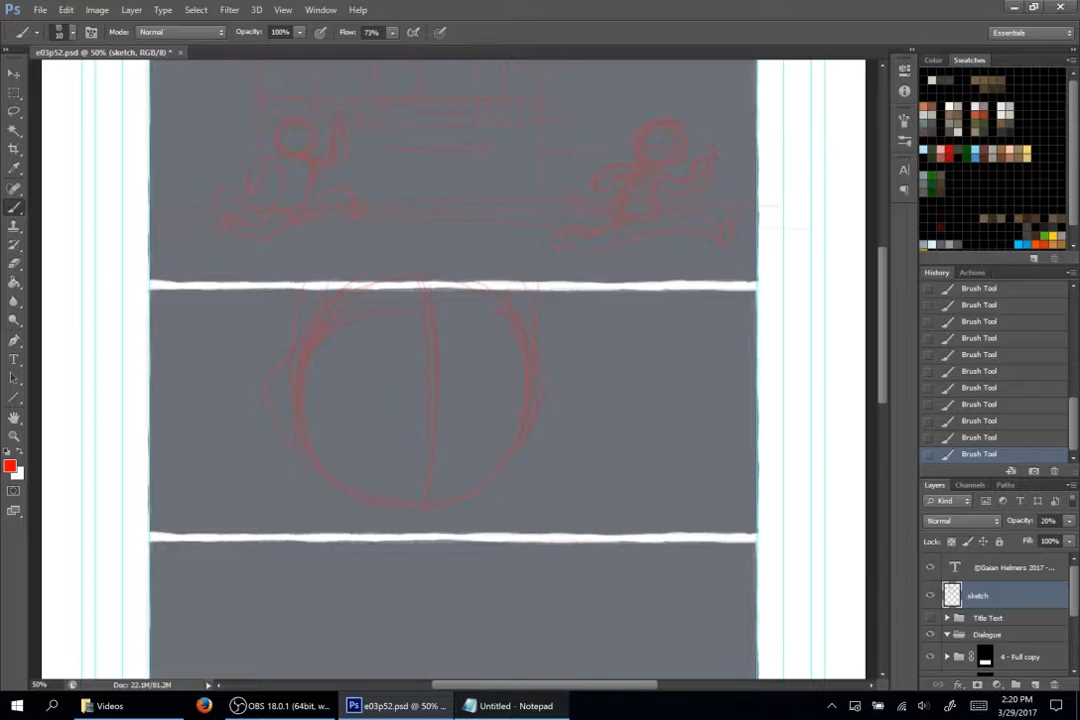 Ps File Edit Image Layer Type Select Filter 3D View Window Help
10 Mode: Normal Opacity: 100% Flow: 73% Essentials
e03p52.psd @ 50% (sketch, RGB/8) * ×
Color Swatches
History Actions
Brush Tool
Brush Tool
Brush Tool
Brush Tool
Brush Tool
Brush Tool
Brush Tool
Brush Tool
Brush Tool
Brush Tool
Brush Tool
Layers Channels Paths
Kind
Normal Opacity: 20%
Lock: Fill: 100%
©Gaian Helmers 2017 -...
sketch
Title Text
Dialogue
4 - Full copy
50% Doc: 22.1M/81.2M
Videos OBS 18.0.1 (64bit, w... Ps e03p52.psd @ 50% ... Untitled - Notepad 2:20 PM
3/29/2017